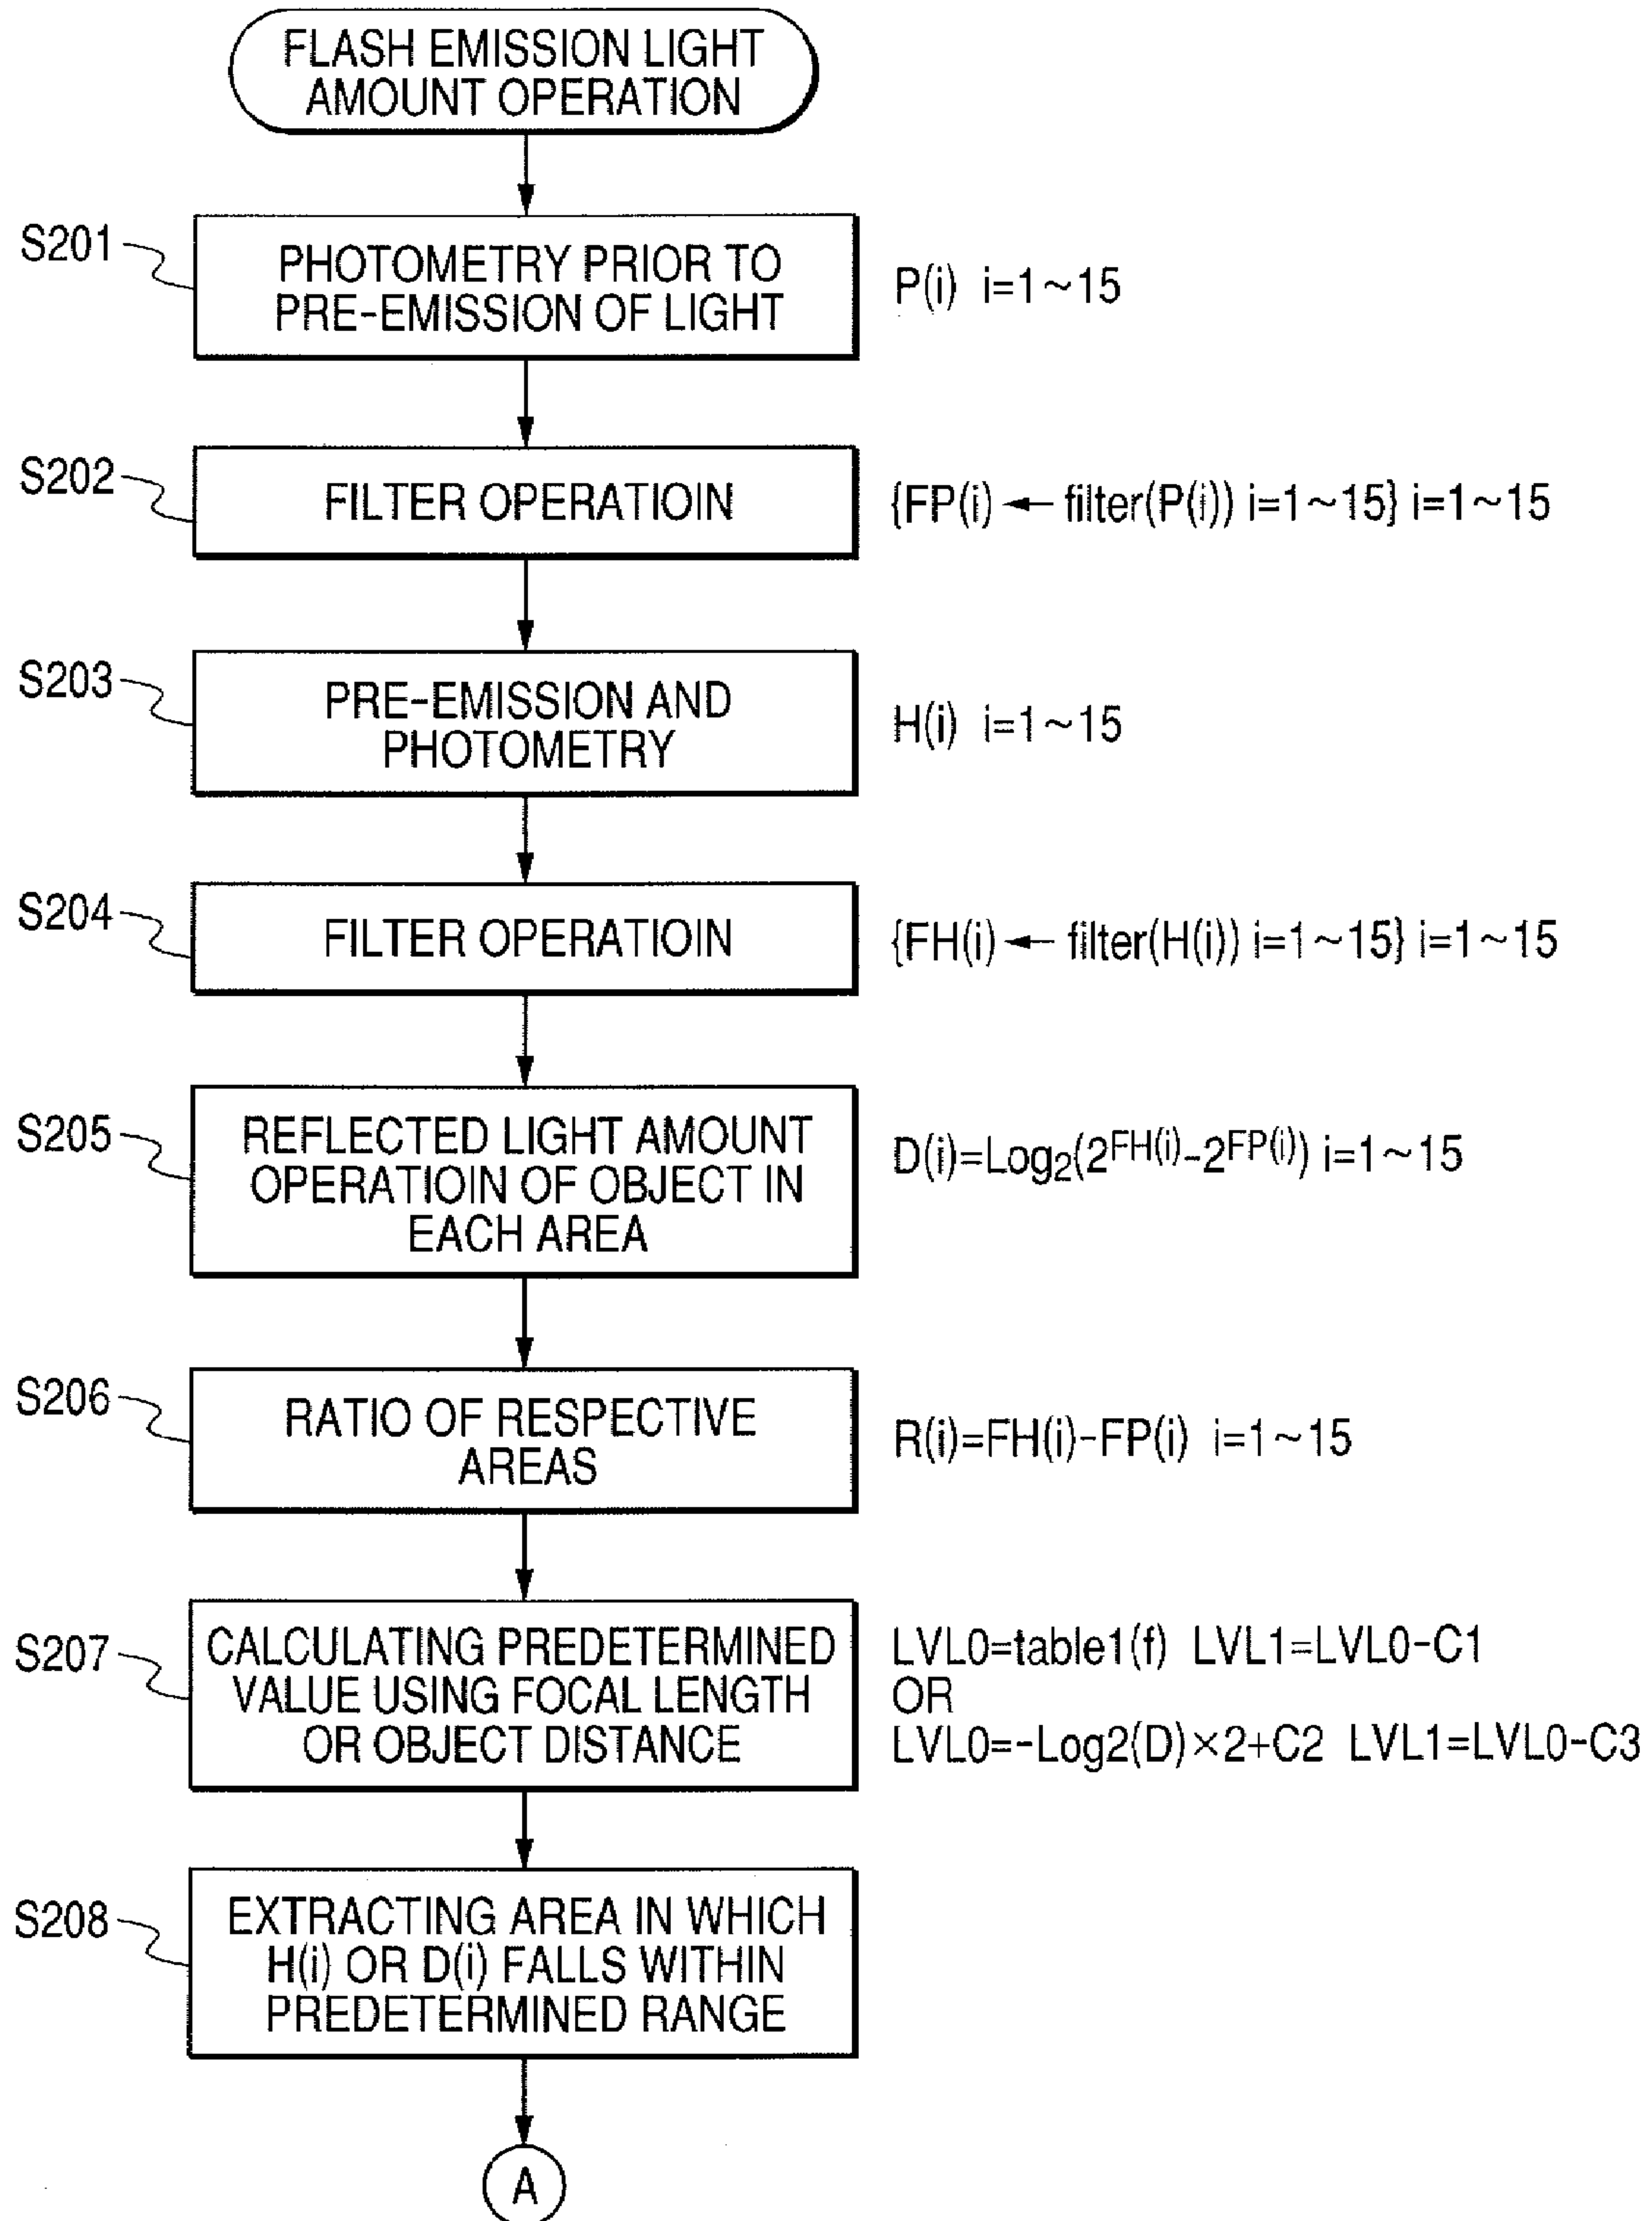 FLASH EMISSION LIGHT
AMOUNT OPERATION
S201
PHOTOMETRY PRIOR TO
PRE-EMISSION OF LIGHT
P(i) i=1~15
S202
FILTER OPERATIOIN
{FP(i) ← filter(P(i)) i=1~15} i=1~15
S203
PRE-EMISSION AND
PHOTOMETRY
H(i) i=1~15
S204
FILTER OPERATIOIN
{FH(i) ← filter(H(i)) i=1~15} i=1~15
S205
REFLECTED LIGHT AMOUNT
OPERATIOIN OF OBJECT IN
EACH AREA
D(i)=Log₂(2^FH(i)-2^FP(i)) i=1~15
S206
RATIO OF RESPECTIVE
AREAS
R(i)=FH(i)-FP(i) i=1~15
S207
CALCULATING PREDETERMINED
VALUE USING FOCAL LENGTH
OR OBJECT DISTANCE
LVL0=table1(f) LVL1=LVL0-C1
OR
LVL0=-Log2(D)×2+C2 LVL1=LVL0-C3
S208
EXTRACTING AREA IN WHICH
H(i) OR D(i) FALLS WITHIN
PREDETERMINED RANGE
A